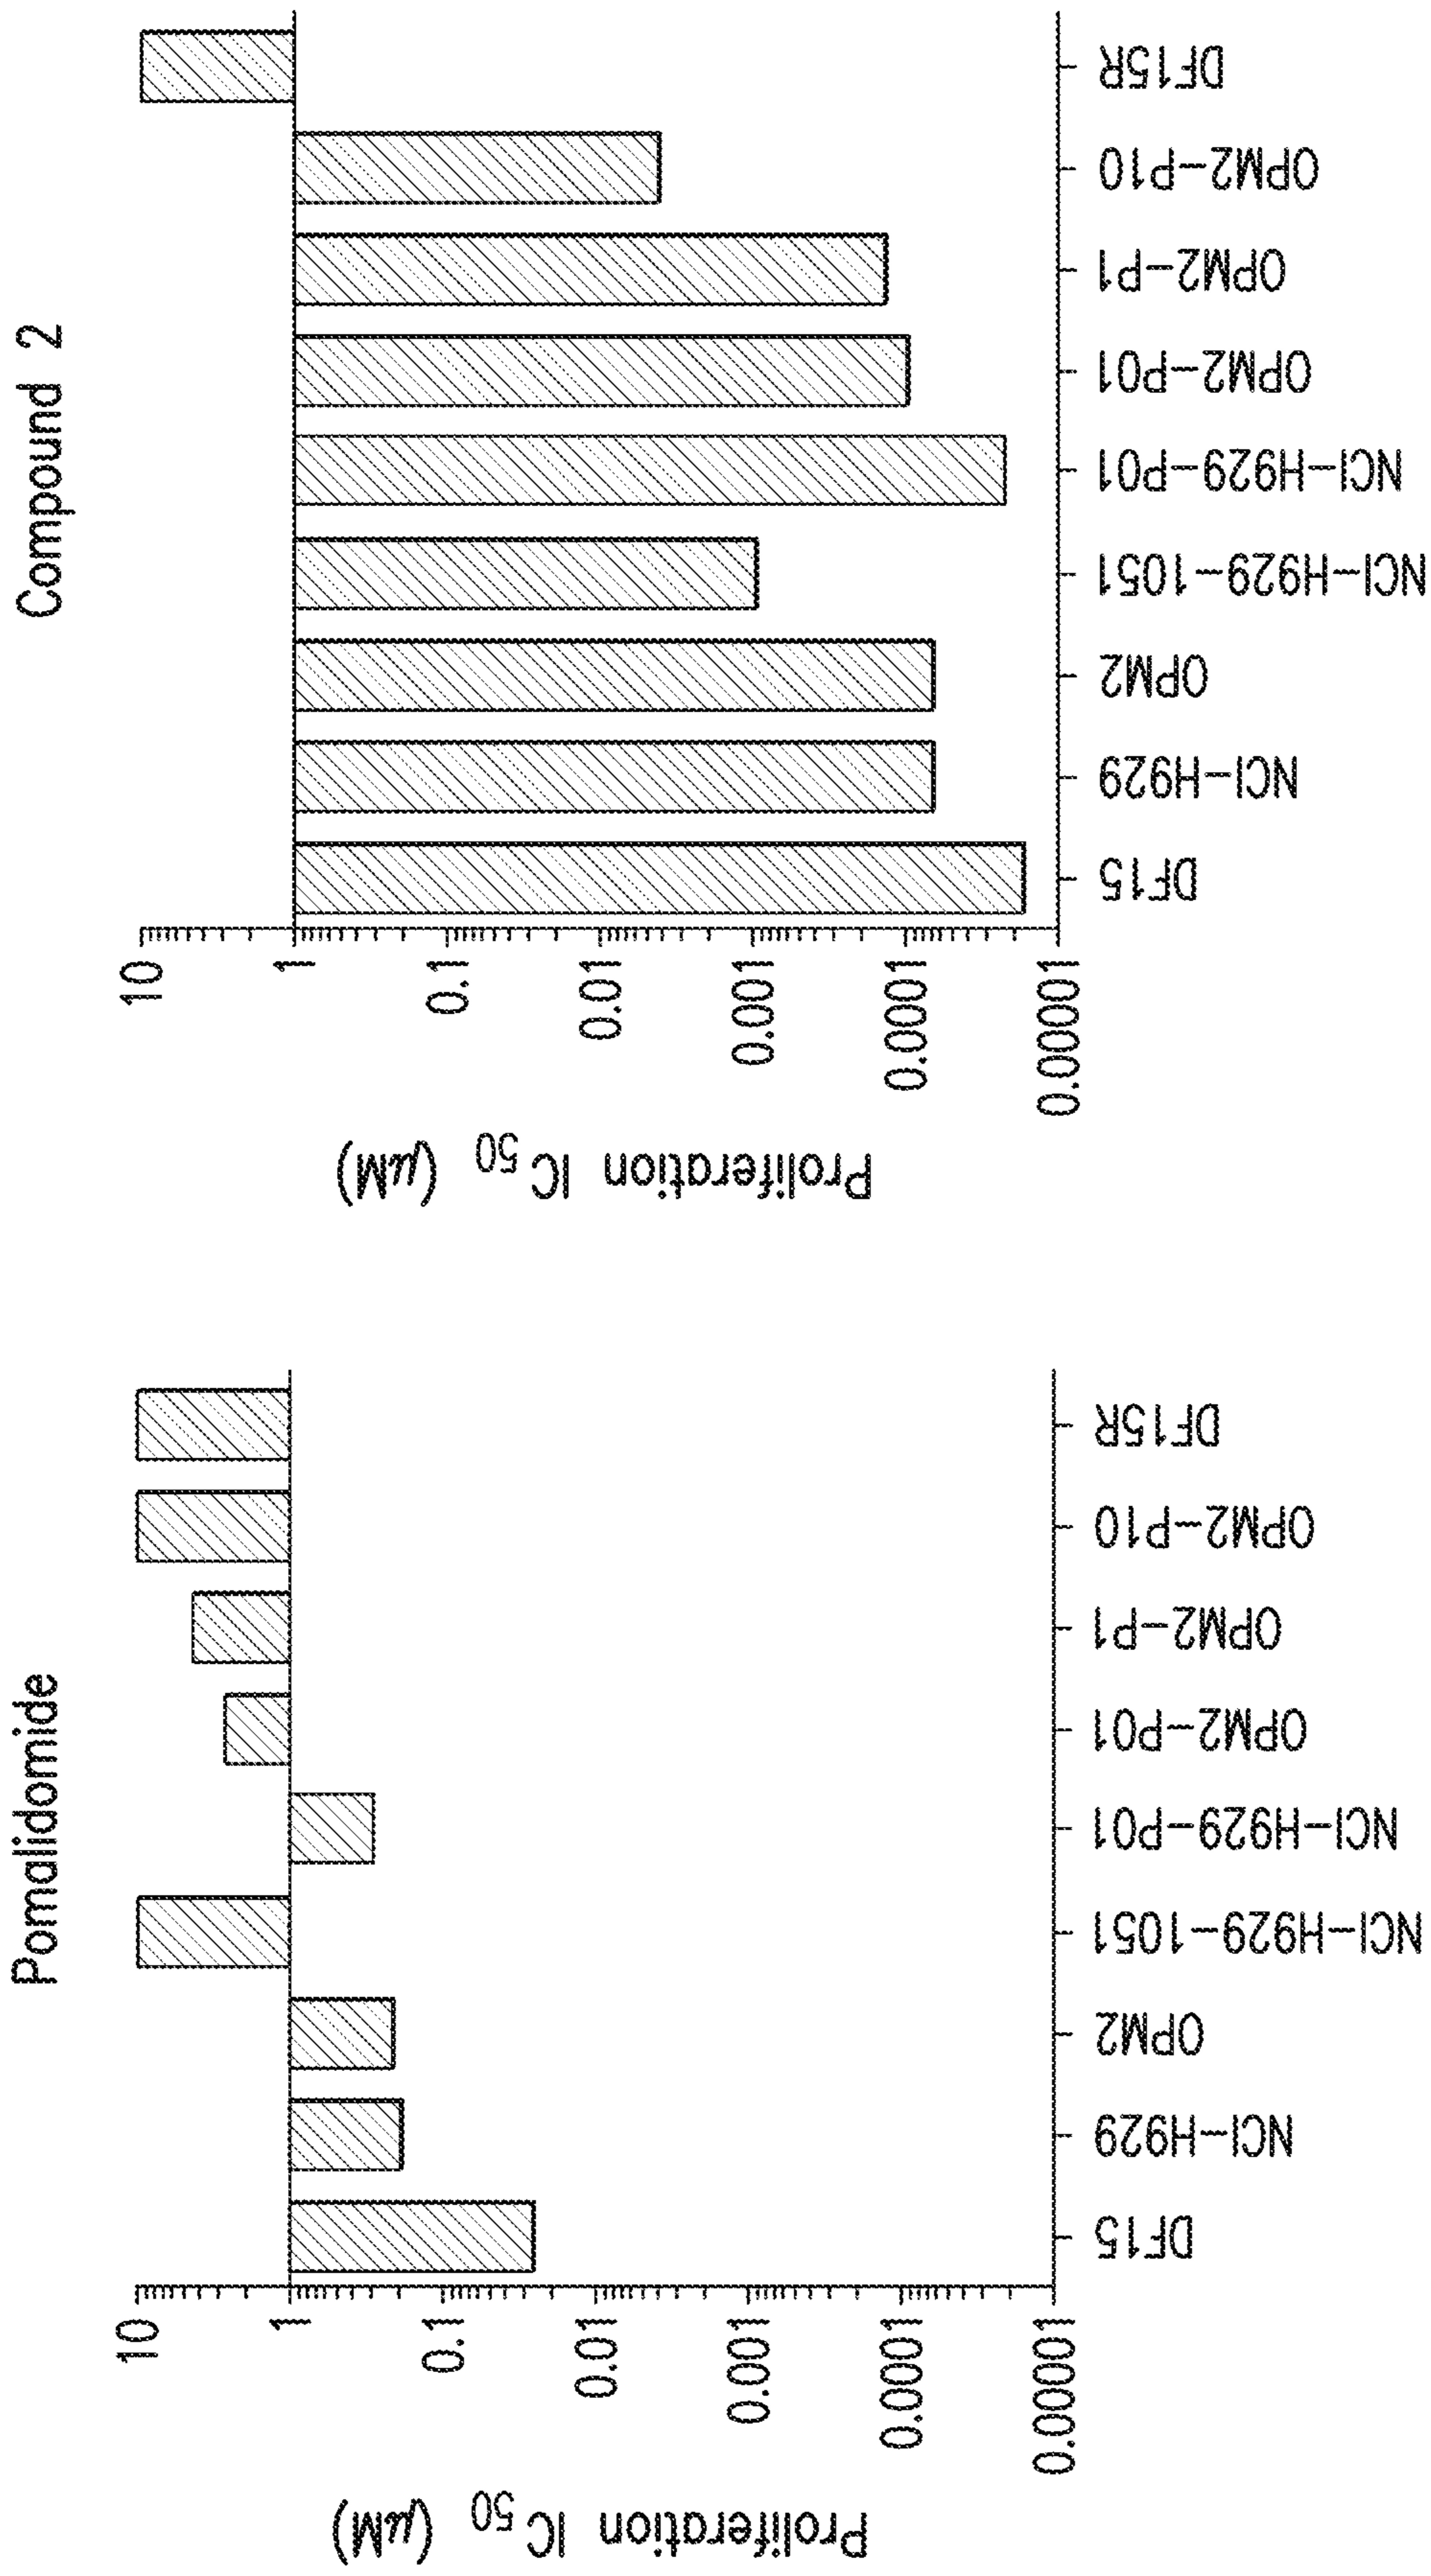 Pomalidomide
Proliferation IC50 (μM)
10
1
0.1
0.01
0.001
0.0001
0.00001
DF15
NCI-H929
OPM2
NCI-H929-1051
NCI-H929-P01
OPM2-P01
OPM2-P1
OPM2-P10
DF15R
Compound 2
Proliferation IC50 (μM)
10
1
0.1
0.01
0.001
0.0001
0.00001
DF15
NCI-H929
OPM2
NCI-H929-1051
NCI-H929-P01
OPM2-P01
OPM2-P1
OPM2-P10
DF15R